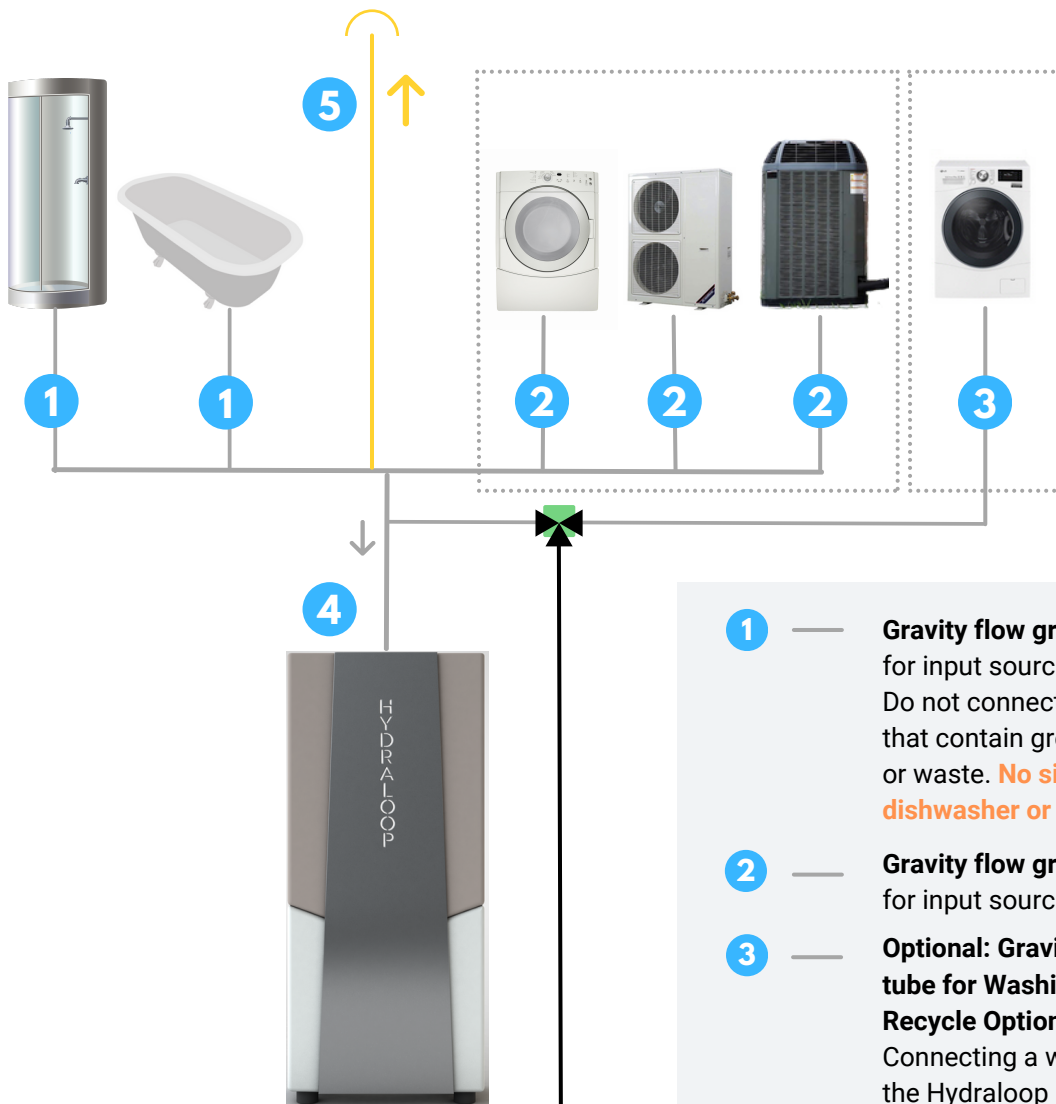 5
1
1
2
2
2
3
4
HYDRALOOP
1
Gravity flow gr
for input sourc
Do not connect
that contain gr
or waste. No si
dishwasher or
2
Gravity flow gr
for input sourc
3
Optional: Gravi
tube for Washi
Recycle Option
Connecting a w
the Hydraloop